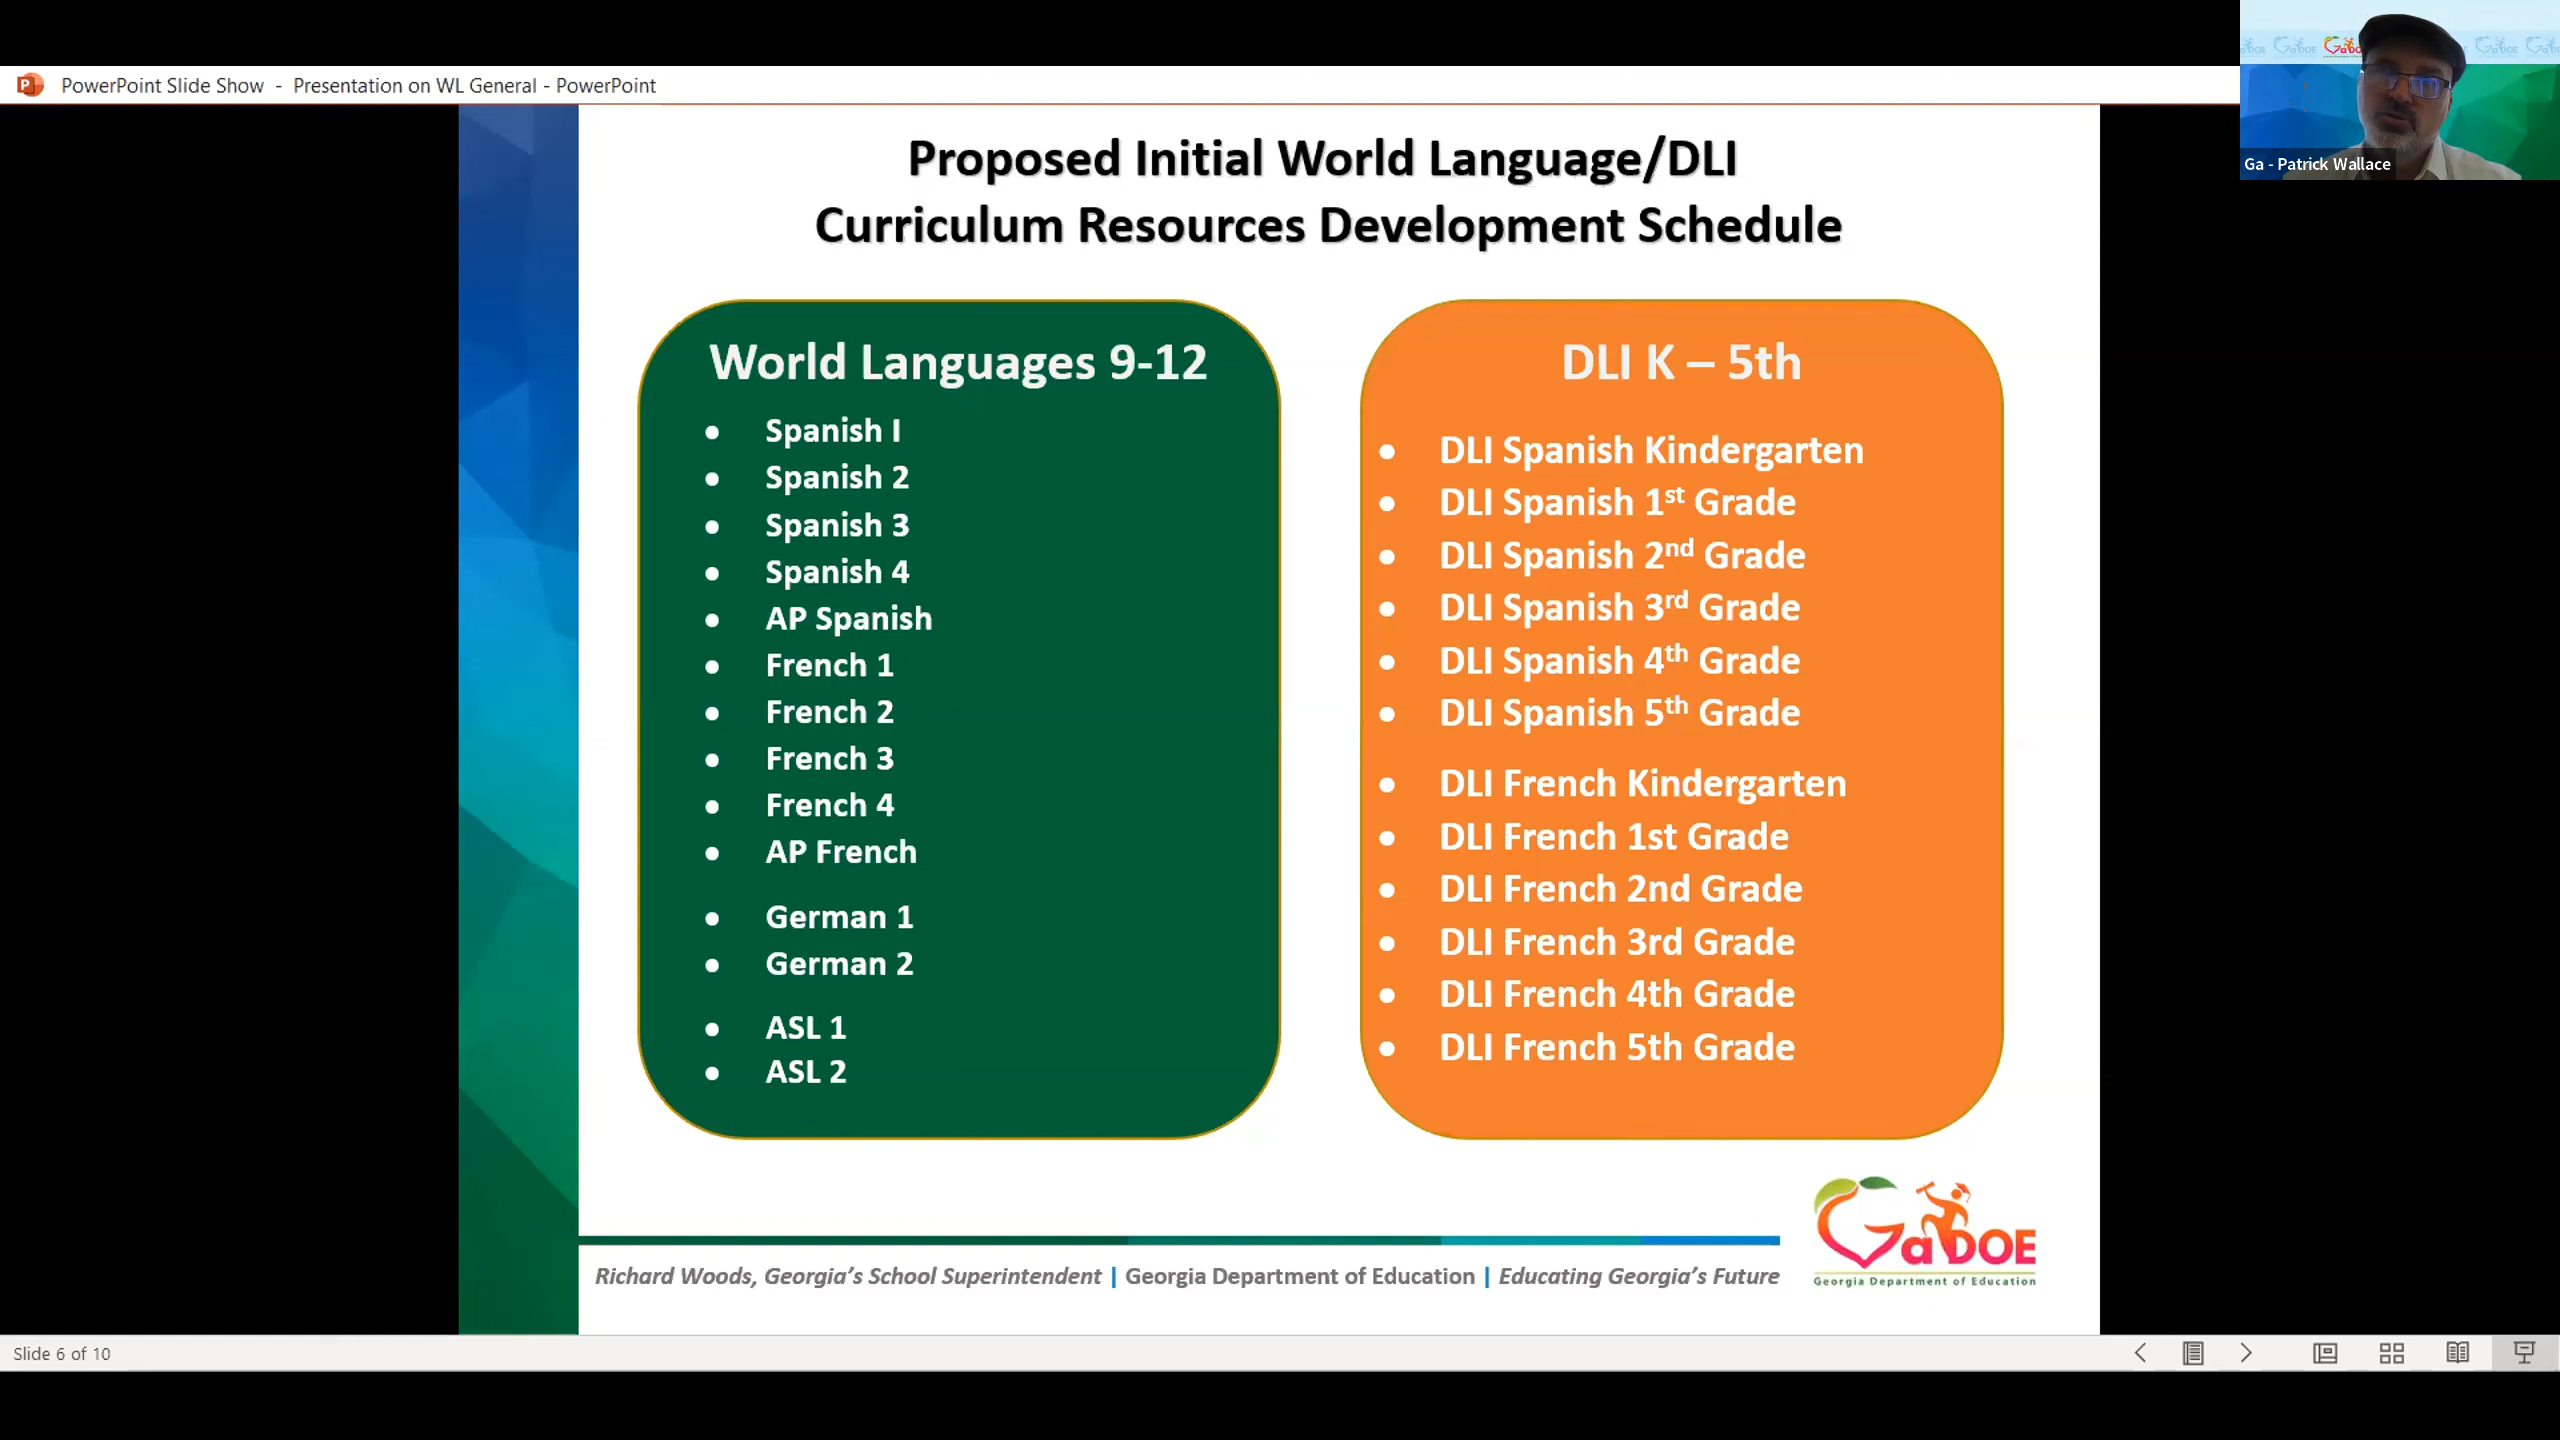 PowerPoint Slide Show - Presentation on WL General - PowerPoint
GaDOE
Ga - Patrick Wallace
Proposed Initial World Language/DLI
Curriculum Resources Development Schedule
World Languages 9-12
• Spanish I
• Spanish 2
• Spanish 3
• Spanish 4
• AP Spanish
• French 1
• French 2
• French 3
• French 4
• AP French
• German 1
• German 2
• ASL 1
• ASL 2
DLI K – 5th
• DLI Spanish Kindergarten
• DLI Spanish 1st Grade
• DLI Spanish 2nd Grade
• DLI Spanish 3rd Grade
• DLI Spanish 4th Grade
• DLI Spanish 5th Grade
• DLI French Kindergarten
• DLI French 1st Grade
• DLI French 2nd Grade
• DLI French 3rd Grade
• DLI French 4th Grade
• DLI French 5th Grade
Richard Woods, Georgia’s School Superintendent | Georgia Department of Education | Educating Georgia’s Future
GaDOE
Georgia Department of Education
Slide 6 of 10